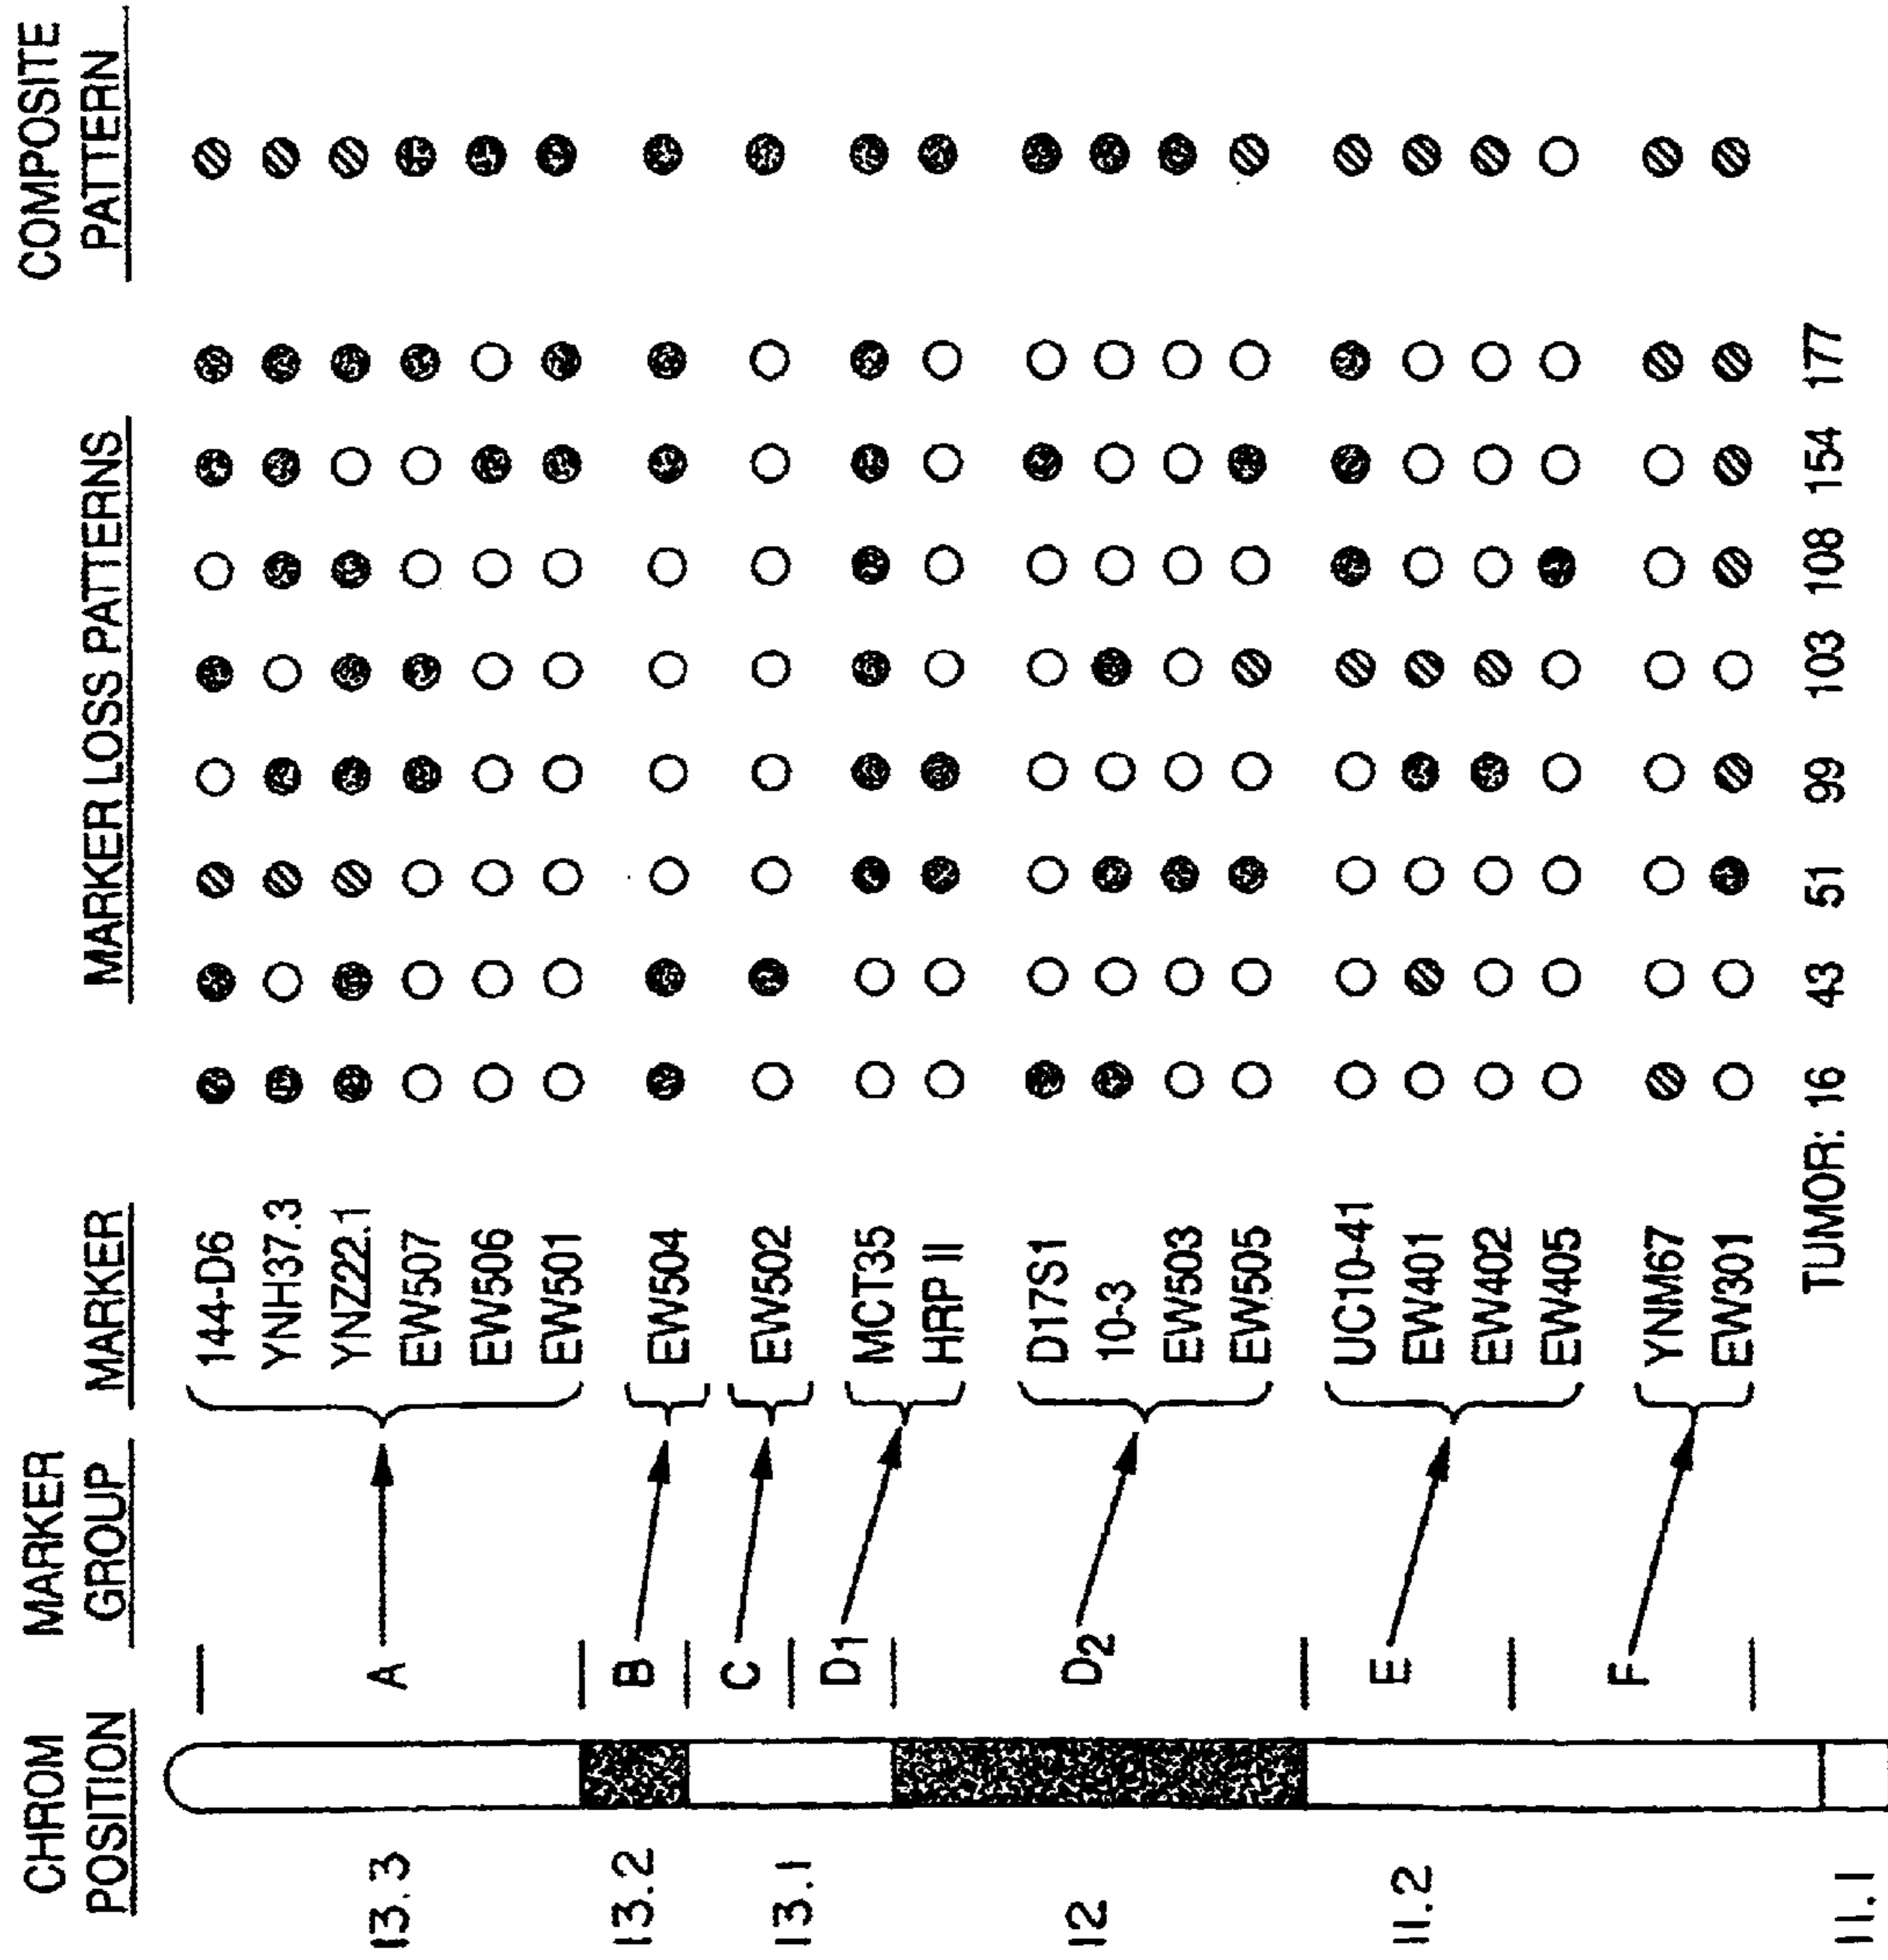 CHROM POSITION
MARKER GROUP
MARKER
MARKER LOSS PATTERNS
COMPOSITE PATTERN
13.3
13.2
13.1
12
11.2
11.1
A
B
C
D1
D2
E
F
144-D6
YNH37.3
YNZ22.1
EW507
EW506
EW501
EW504
EW502
MCT35
HRP II
D17S1
10-3
EW503
EW505
UC10-41
EW401
EW402
EW405
YNM67
EW301
TUMOR: 16 43 51 99 103 108 154 177